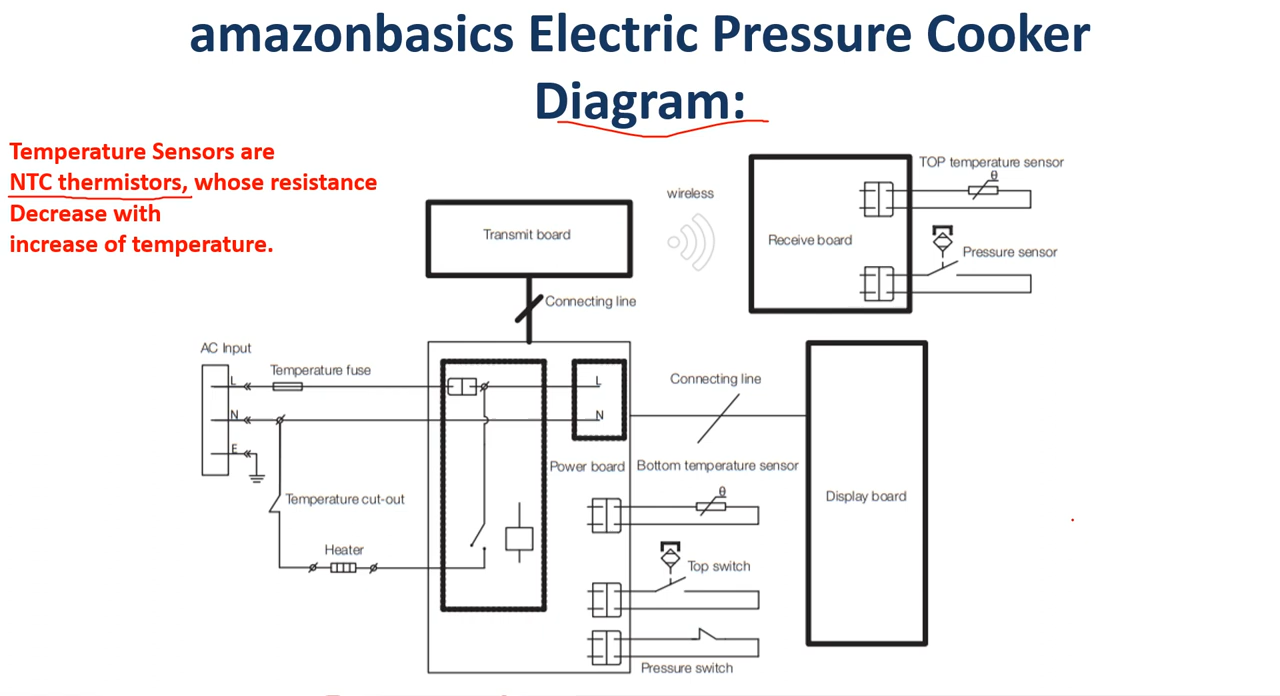 amazonbasics Electric Pressure Cooker
Diagram:
Temperature Sensors are
NTC thermistors, whose resistance
Decrease with
increase of temperature.
TOP temperature sensor
θ
wireless
Transmit board
Receive board
Pressure sensor
Connecting line
AC Input
Temperature fuse
L
L
Connecting line
N
N
E
Power board
Bottom temperature sensor
θ
Temperature cut-out
Display board
Heater
Top switch
Pressure switch